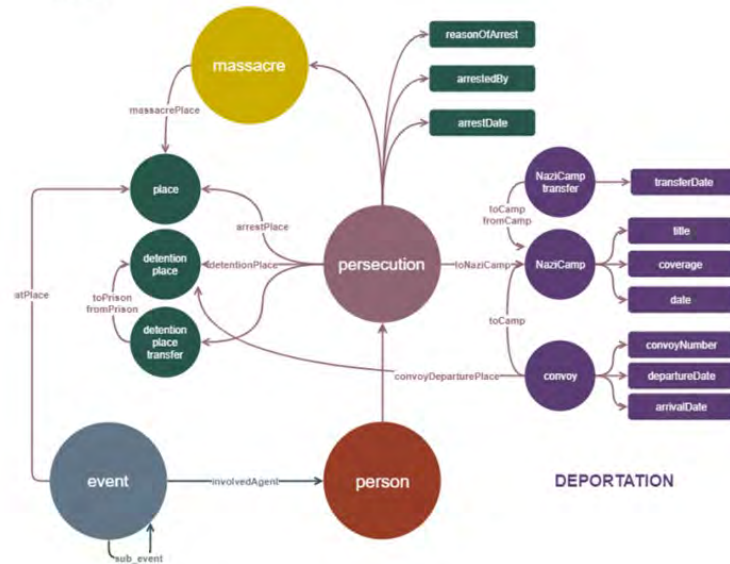 reasonOfArrest
massacre
arrestedBy
massacrePlace
arrestDate
place
NaziCamp
transfer
transferDate
toCamp
fromCamp
arrestPlace
title
detention
place
detentionPlace
persecution
toNaziCamp
NaziCamp
coverage
atPlace
toPrison
fromPrison
date
detention
place
transfer
toCamp
convoyNumber
convoyDeparturePlace
convoy
departureDate
arrivalDate
event
involvedAgent
person
DEPORTATION
sub_event